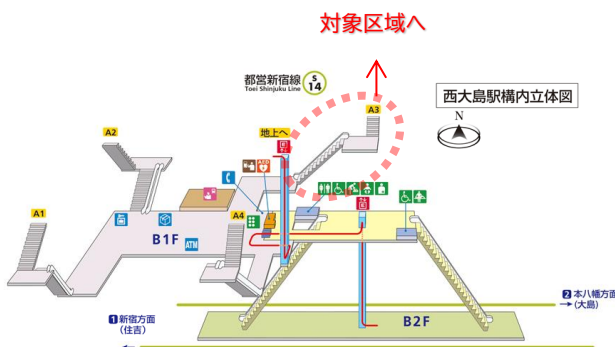 対象区域へ
都営新宿線
Toei Shinjuku Line
S
14
西大島駅構内立体図
N
A3
地上へ
A2
AED
A1
A4
B1F
ATM
1 新宿方面
(住吉)
2 本八幡方面
(大島)
B2F